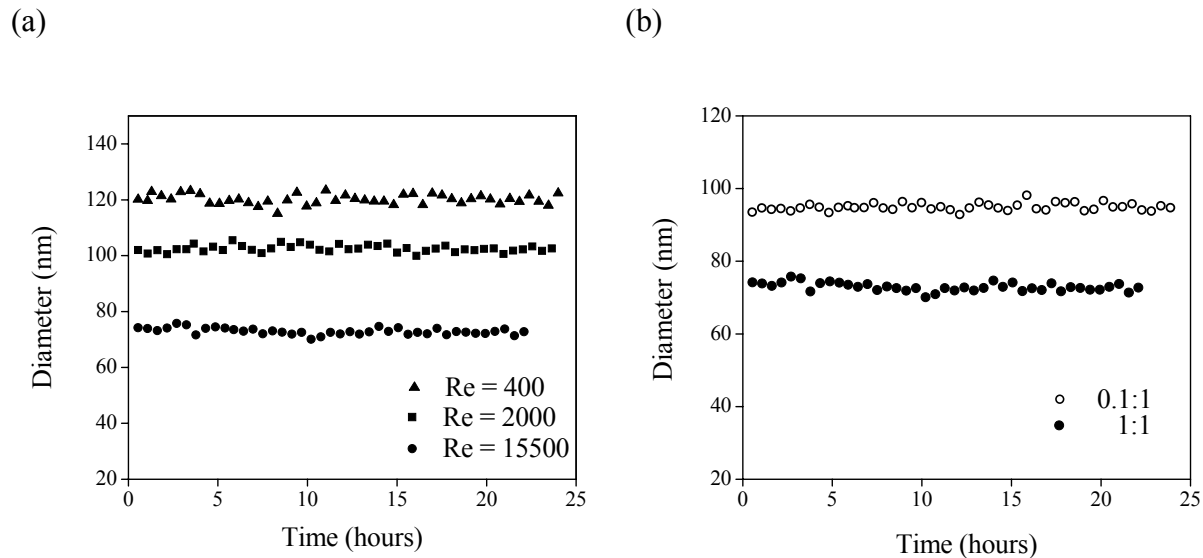 (a)
140
120
100
80
60
40
20
Diameter (nm)
Re = 400
Re = 2000
Re = 15500
0 5 10 15 20 25
Time (hours)
(b)
120
100
80
60
40
20
Diameter (nm)
0.1:1
1:1
0 5 10 15 20 25
Time (hours)